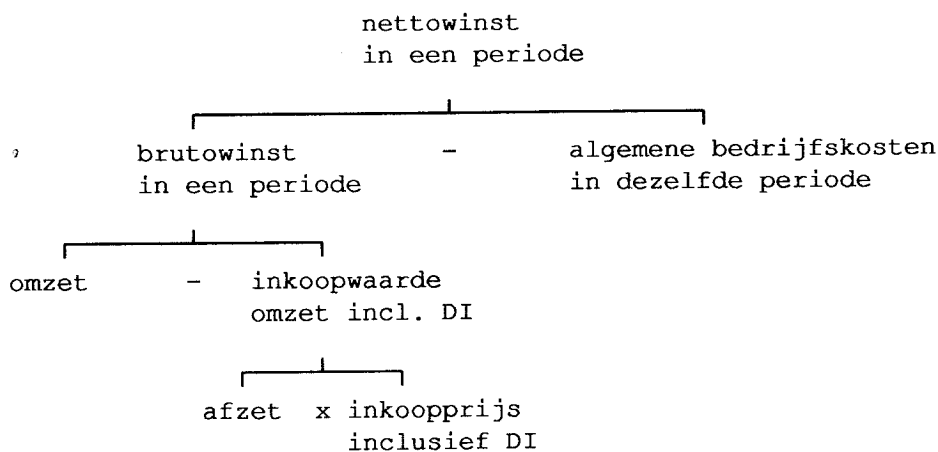 nettowinst
in een periode
brutowinst - algemene bedrijfskosten
in een periode in dezelfde periode
omzet - inkoopwaarde
omzet incl. DI
afzet x inkoopprijs
inclusief DI